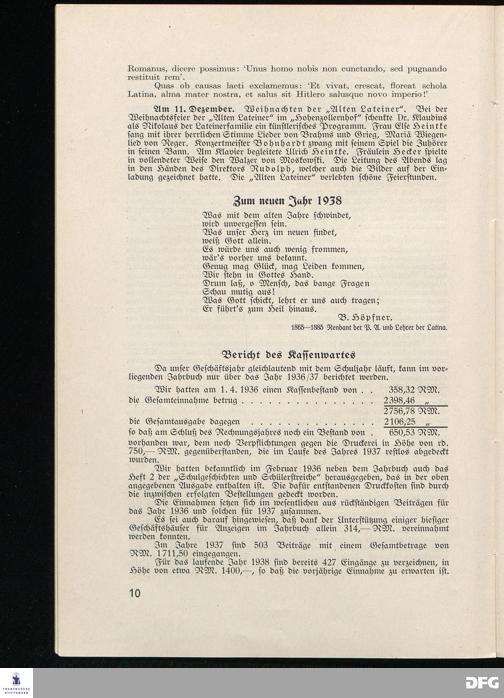 Romanus, dicere possimus: 'Unus homo nobis non cunctando, sed pugnando
restituit rem'.
Quas ob causas laeti exclamemus: 'Et vivat, crescat, floreat schola
Latina, alma mater nostra, et salus sit Hitlero salusque novo imperio!'
Am 11. Dezember. Weihnachten der „Alten Lateiner“. Bei der
Weihnachtsfeier der „Alten Lateiner“ im „Hohenzollernhof“ schenkte Dr. Klaudius
als Nikolaus der Lateinerfamilie ein künstlerisches Programm. Frau Else Heintke
sang mit ihrer herrlichen Stimme Lieder von Brahms und Grieg, Mariä Wiegen-
lied von Reger. Konzertmeister Bohnhardt zwang mit seinem Spiel die Zuhörer
in seinen Bann. Am Klavier begleitete Ulrich Heintke. Fräulein Hecker spielte
in vollendeter Weise den Walzer von Moskowski. Die Leitung des Abends lag
in den Händen des Direktors Rudolph, welcher auch die Bilder auf der Ein-
ladung gezeichnet hatte. Die „Alten Lateiner“ verlebten schöne Feierstunden.
Zum neuen Jahr 1938
Was mit dem alten Jahre schwindet,
wird unvergessen sein.
Was unser Herz im neuen findet,
weiß Gott allein.
Es würde uns auch wenig frommen,
wär's vorher uns bekannt.
Genug mag Glück, mag Leiden kommen,
Wir stehn in Gottes Hand.
Drum laß, o Mensch, das bange Fragen
Schau mutig aus!
Was Gott schickt, lehrt er uns auch tragen;
Er führt's zum Heil hinaus.
B. Höpfner.
1865—1885 Rendant der P. A. und Lehrer der Latina.
Bericht des Kassenwartes
Da unser Geschäftsjahr gleichlautend mit dem Schuljahr läuft, kann im vor-
liegenden Jahrbuch nur über das Jahr 1936/37 berichtet werden.
Wir hatten am 1. 4. 1936 einen Kassenbestand von . . 358,32 RM.
die Gesamteinnahme betrug . . . . . . . . . . . . . . . 2398,46 „
2756,78 RM.
die Gesamtausgabe dagegen . . . . . . . . . . . . . . . 2106,25 „
so daß am Schluß des Rechnungsjahres noch ein Bestand von . 650,53 RM.
vorhanden war, dem noch Verpflichtungen gegen die Druckerei in Höhe von rd.
750,— RM. gegenüberstanden, die im Laufe des Jahres 1937 restlos abgedeckt
wurden.
Wir hatten bekanntlich im Februar 1936 neben dem Jahrbuch auch das
Heft 2 der „Schulgeschichten und Schülerstreiche“ herausgegeben, das in der oben
angegebenen Ausgabe enthalten ist. Die dafür entstandenen Druckkosten sind durch
die inzwischen erfolgten Bestellungen gedeckt worden.
Die Einnahmen setzen sich im wesentlichen aus rückständigen Beiträgen für
das Jahr 1936 und solchen für 1937 zusammen.
Es sei auch darauf hingewiesen, daß dank der Unterstützung einiger hiesiger
Geschäftshäuser für Anzeigen im Jahrbuch allein 314,— RM. vereinnahmt
werden konnten.
Im Jahre 1937 sind 503 Beiträge mit einem Gesamtbetrage von
RM. 1711,50 eingegangen.
Für das laufende Jahr 1938 sind bereits 427 Eingänge zu verzeichnen, in
Höhe von etwa RM. 1400,—, so daß die vorjährige Einnahme zu erwarten ist.
10
FRANCKESCHE
STIFTUNGEN
DFG